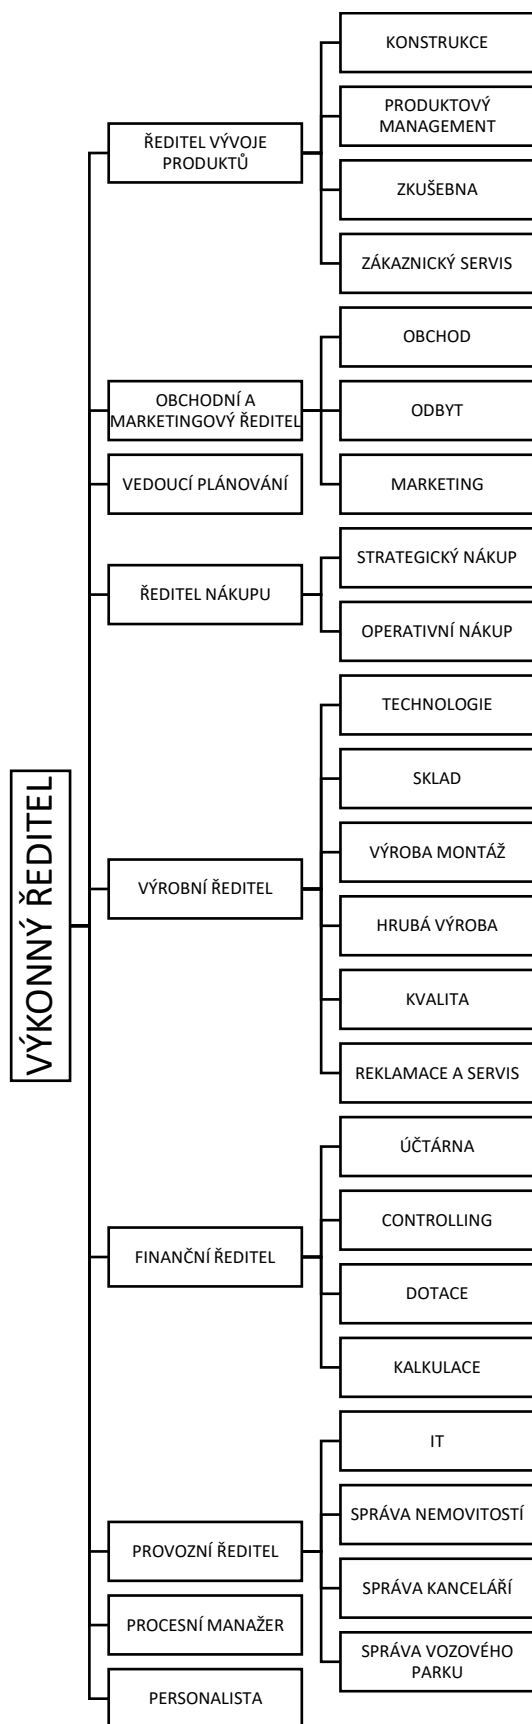 VÝKONNÝ ŘEDITEL
ŘEDITEL VÝVOJE
PRODUKTŮ
KONSTRUKCE
PRODUKTOVÝ
MANAGEMENT
ZKUŠEBNA
ZÁKAZNICKÝ SERVIS
OBCHODNÍ A
MARKETINGOVÝ ŘEDITEL
OBCHOD
ODBYT
MARKETING
VEDOUCÍ PLÁNOVÁNÍ
ŘEDITEL NÁKUPU
STRATEGICKÝ NÁKUP
OPERATIVNÍ NÁKUP
VÝROBNÍ ŘEDITEL
TECHNOLOGIE
SKLAD
VÝROBA MONTÁŽ
HRUBÁ VÝROBA
KVALITA
REKLAMACE A SERVIS
FINANČNÍ ŘEDITEL
ÚČTÁRNA
CONTROLLING
DOTACE
KALKULACE
PROVOZNÍ ŘEDITEL
IT
SPRÁVA NEMOVITOSTÍ
SPRÁVA KANCELÁŘÍ
SPRÁVA VOZOVÉHO
PARKU
PROCESNÍ MANAŽER
PERSONALISTA